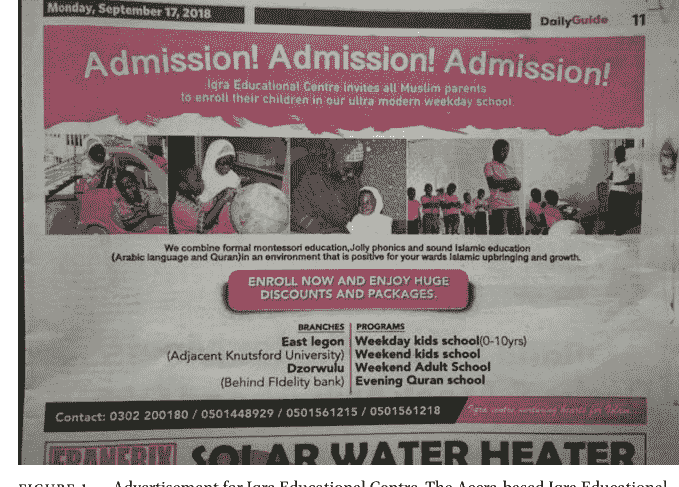 Monday, September 17, 2018
DailyGuide 11
Admission! Admission! Admission!
Iqra Educational Centre invites all Muslim parents
to enroll their children in our ultra modern weekday school
We combine formal montessori education,Jolly phonics and sound Islamic education
(Arabic language and Quran)in an environment that is positive for your wards Islamic upbringing and growth.
ENROLL NOW AND ENJOY HUGE
DISCOUNTS AND PACKAGES.
BRANCHES PROGRAMS
East legon Weekday kids school(0-10yrs)
(Adjacent Knutsford University) Weekend kids school
Dzorwulu Weekend Adult School
(Behind FIdelity bank) Evening Quran school
Contact: 0302 200180 / 0501448929 / 0501561215 / 0501561218
Iqra centre nurturing hearts for
SOLAR WATER HEATER
FIGURE 1 Advertisement for Iqra Educational Centre. The Accra-based Iqra Educational